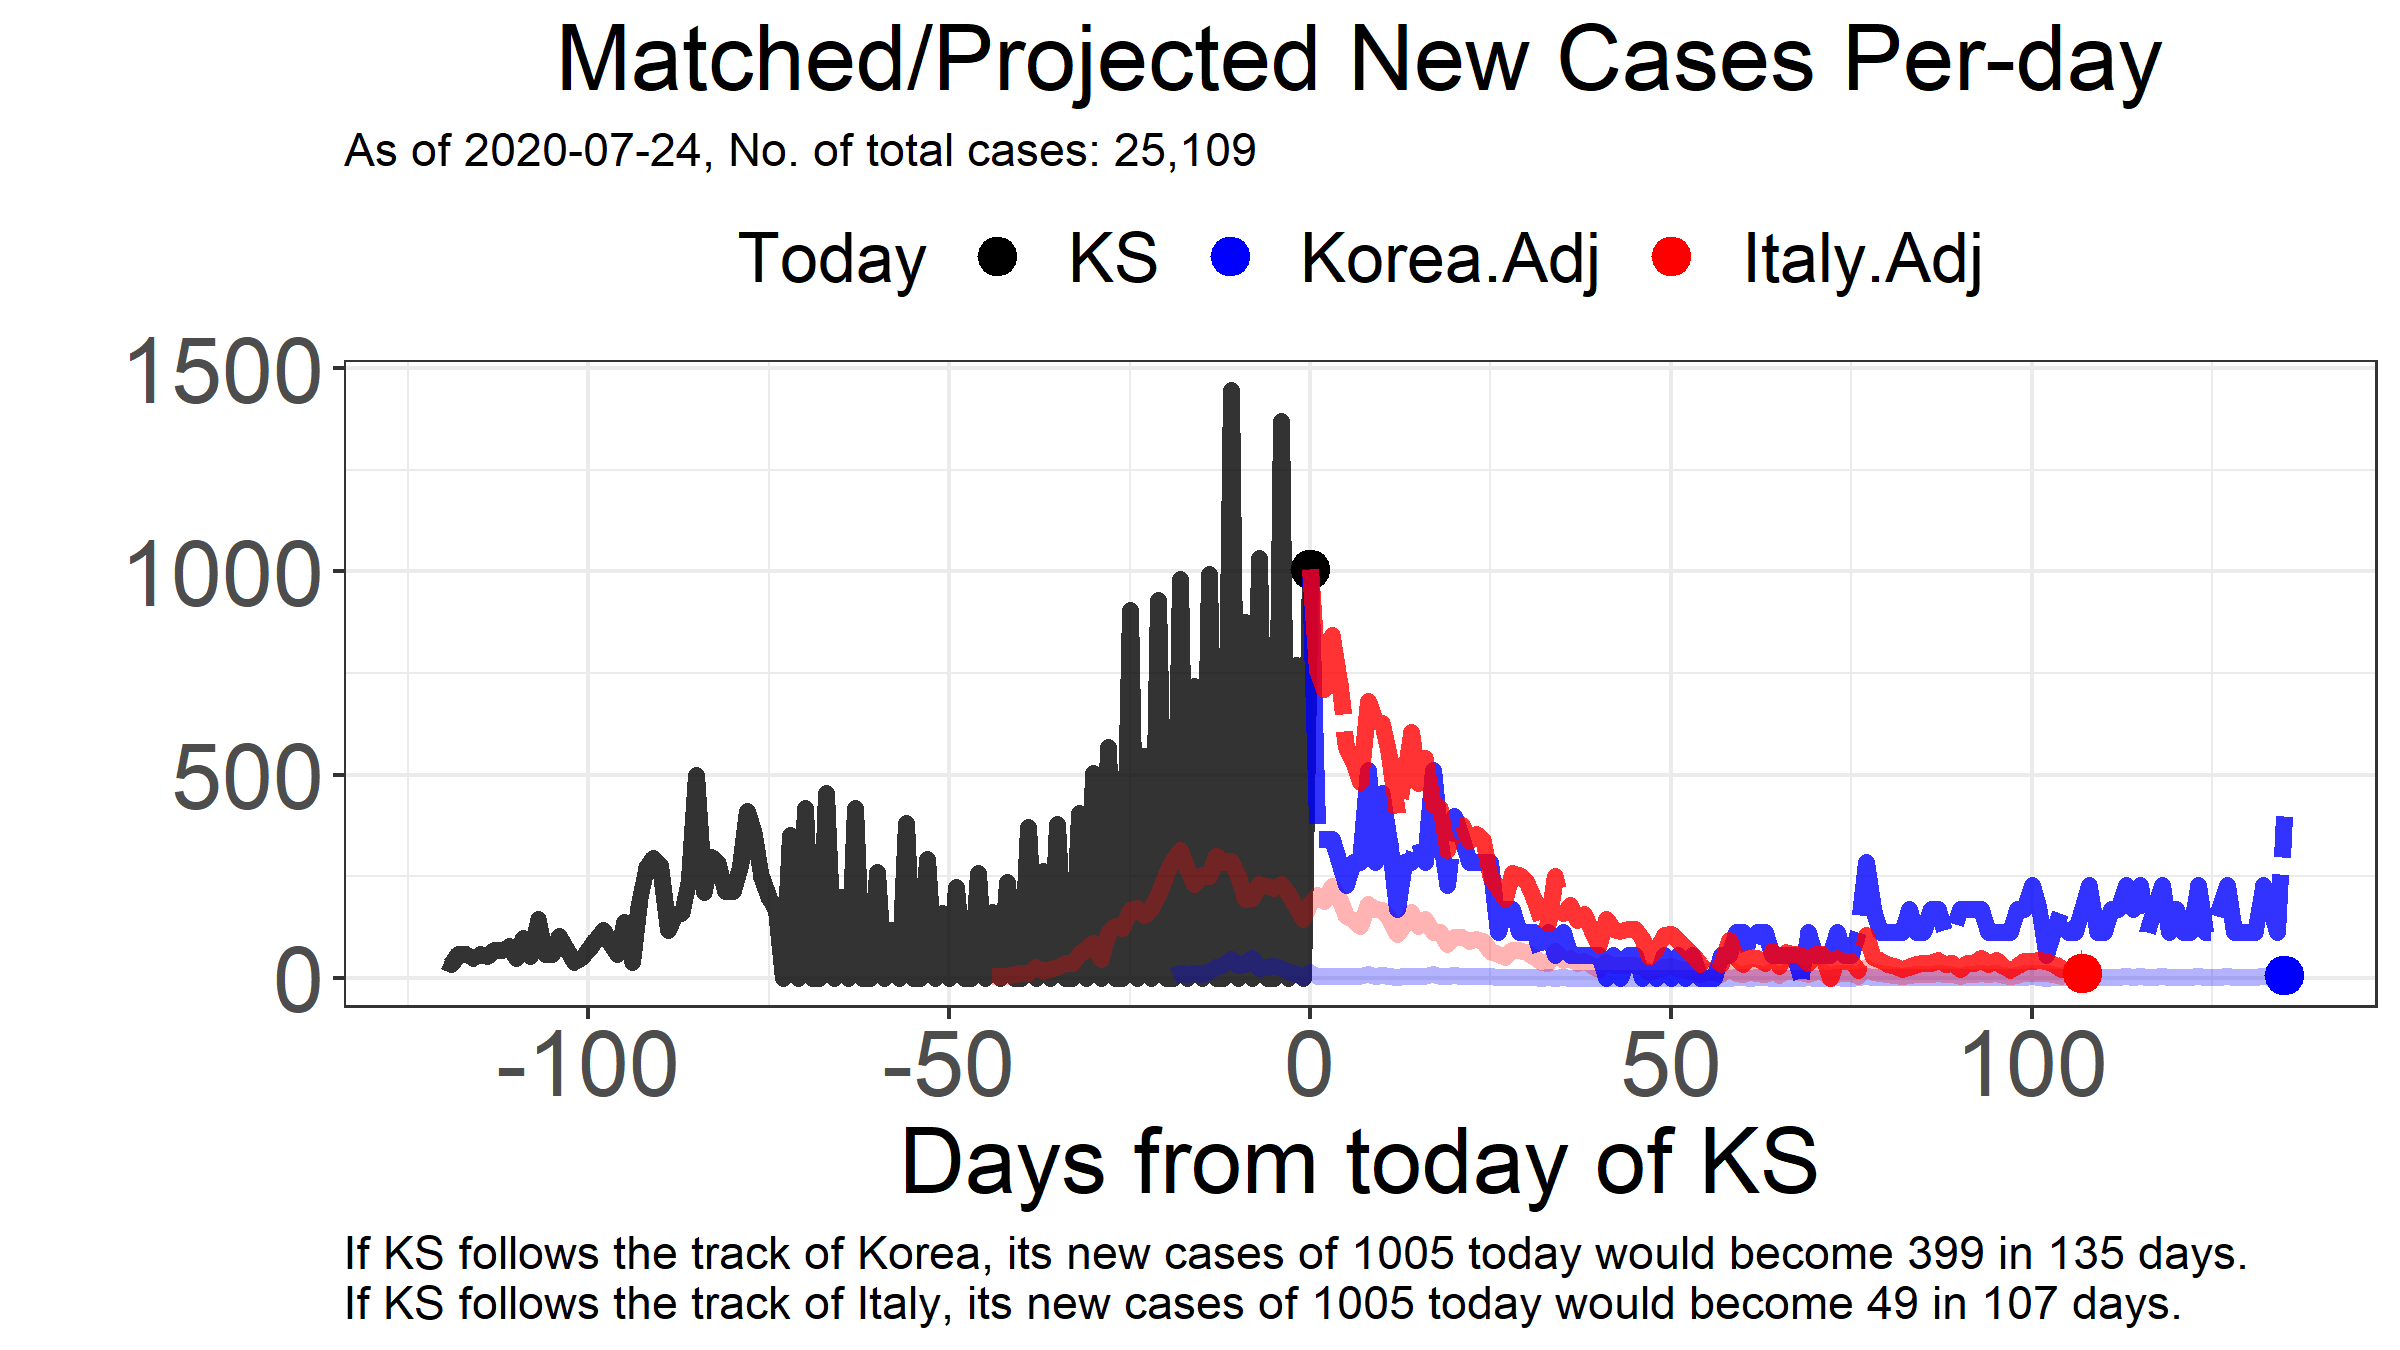 Matched/Projected New Cases Per-day
As of 2020-07-24, No. of total cases: 25,109
Today KS Korea.Adj Italy.Adj
1500
1000
500
0
-100 -50 0 50 100
Days from today of KS
If KS follows the track of Korea, its new cases of 1005 today would become 399 in 135 days.
If KS follows the track of Italy, its new cases of 1005 today would become 49 in 107 days.